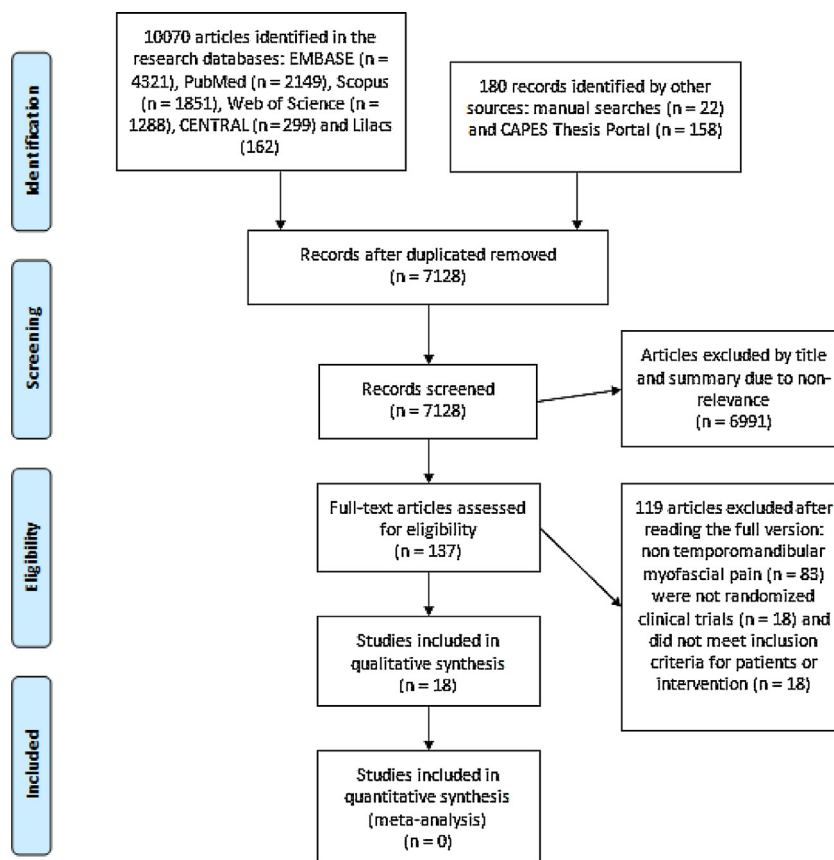 10070 articles identified in the
research databases: EMBASE (n =
4321), PubMed (n = 2149), Scopus
(n = 1851), Web of Science (n =
1288), CENTRAL (n = 299) and Lilacs
(162)
180 records identified by other
sources: manual searches (n = 22)
and CAPES Thesis Portal (n = 158)
Identification
Records after duplicated removed
(n = 7128)
Screening
Records screened
(n = 7128)
Articles excluded by title
and summary due to non-
relevance
(n = 6991)
Eligibility
Full-text articles assessed
for eligibility
(n = 137)
119 articles excluded after
reading the full version:
non temporomandibular
myofascial pain (n = 83)
were not randomized
clinical trials (n = 18) and
did not meet inclusion
criteria for patients or
intervention (n = 18)
Studies included in
qualitative synthesis
(n = 18)
Included
Studies included in
quantitative synthesis
(meta-analysis)
(n = 0)